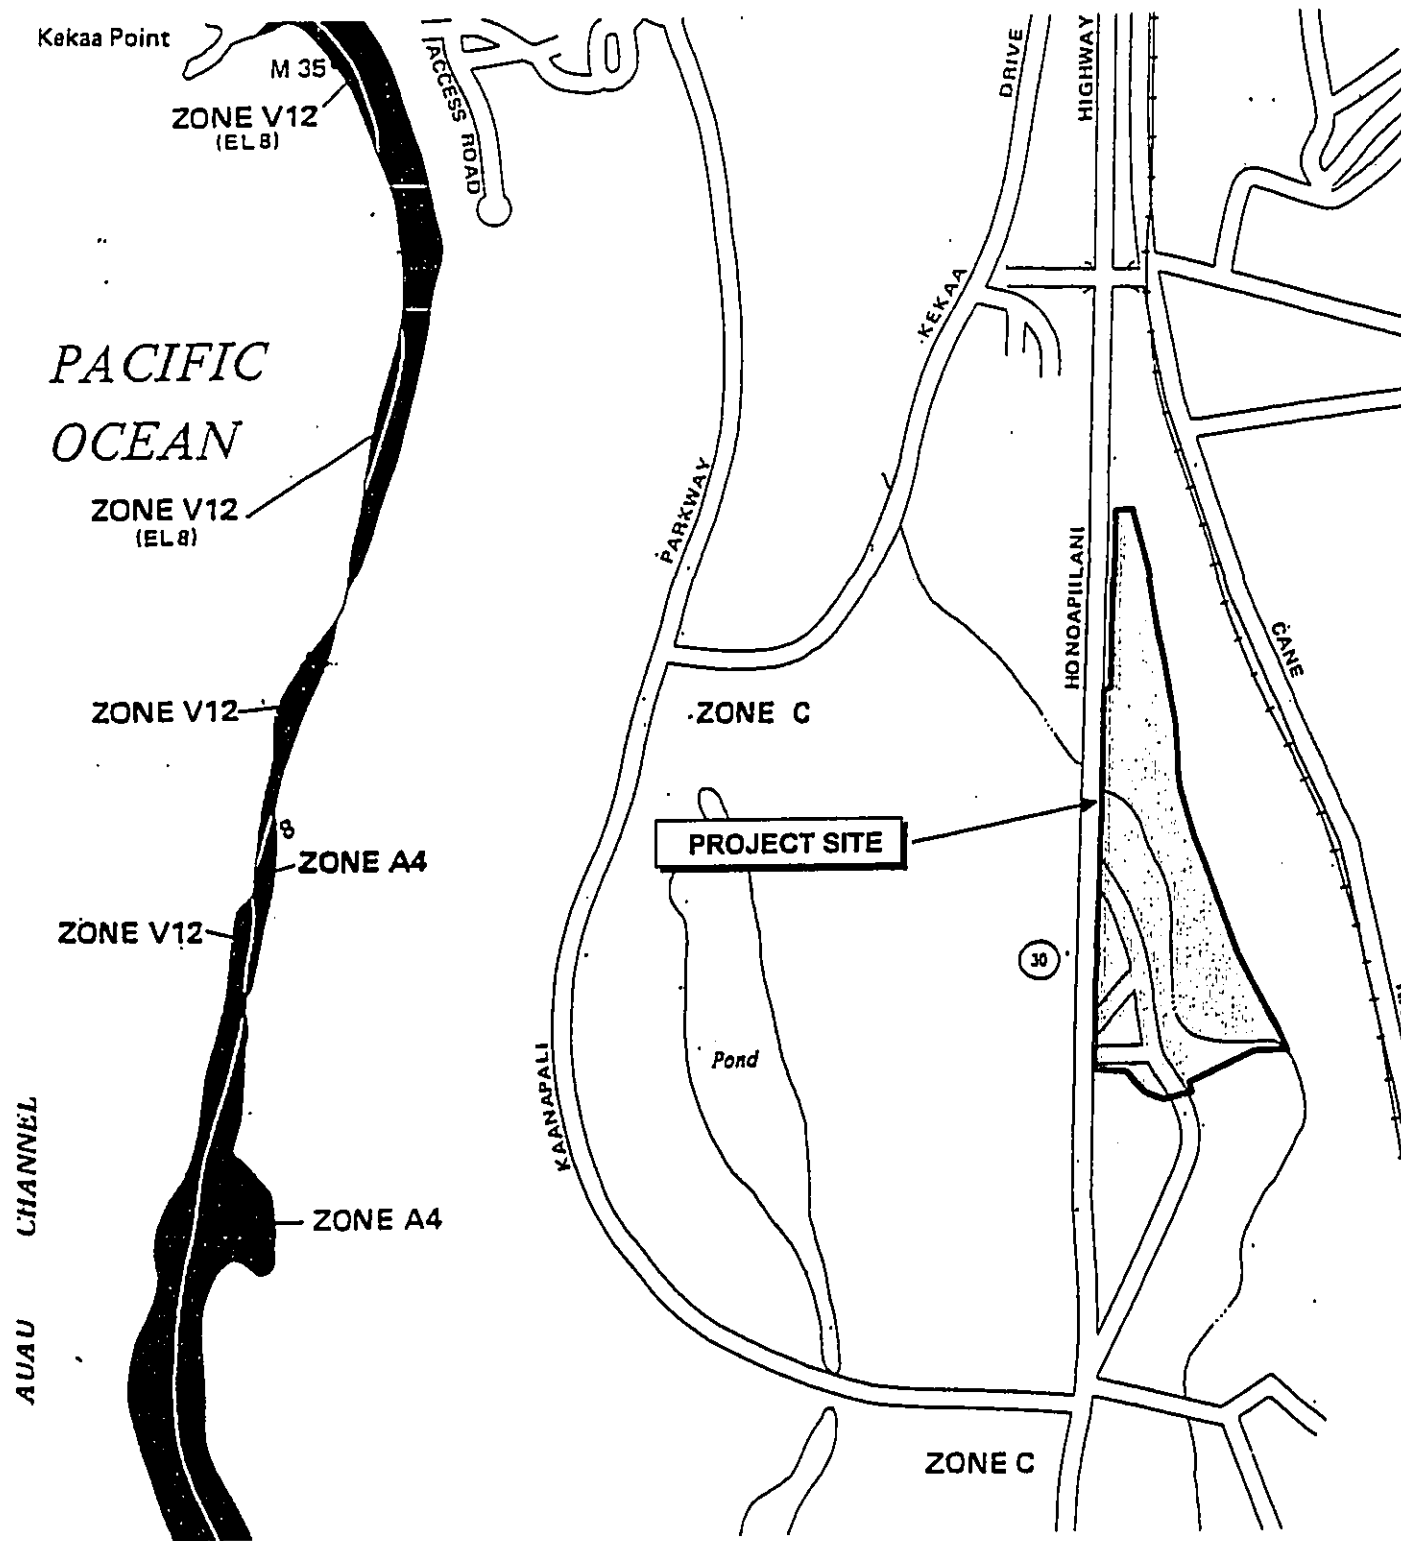 Kekaa Point
M 35
ZONE V12
(EL 8)
ACCESS ROAD
DRIVE
HIGHWAY
KEKAA
PACIFIC
OCEAN
ZONE V12
(EL 8)
PARKWAY
HONOAPIILANI
CANE
ZONE V12
ZONE C
8
ZONE A4
PROJECT SITE
ZONE V12
30
Pond
KAANAPALI
AUAU CHANNEL
ZONE A4
ZONE C